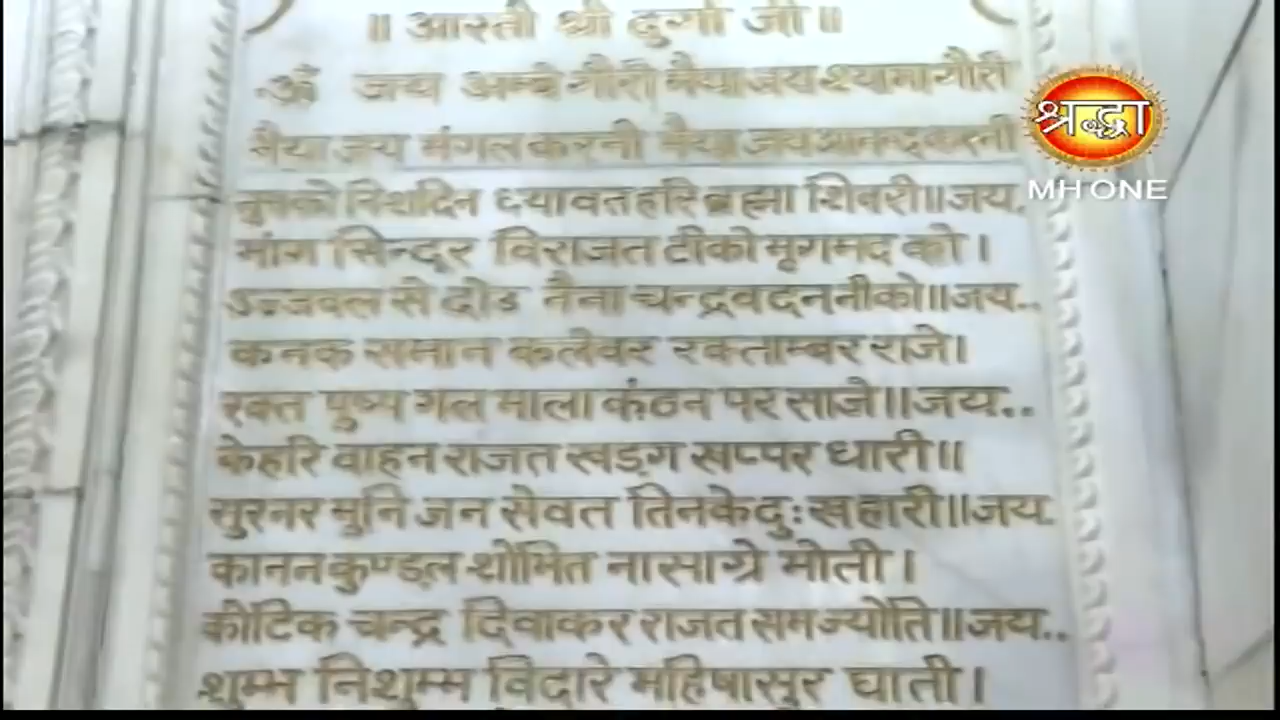 ॥ आरती श्री दुर्गा जी ॥
ॐ जय अम्बे गौरी मैया जय श्यामा गौरी
मैया जय मंगल करनी मैया जय आनन्द करनी
तुमको निशदिन ध्यावत हरि ब्रह्मा शिवरी॥जय.
मांग सिन्दूर विराजत टीको मृगमद को।
उज्जवल से दोउ नैना चन्द्रवदन नीको॥जय..
कनक समान कलेवर रक्ताम्बर राजे।
रक्त पुष्प गल माला कंठन पर साजे॥जय..
केहरि वाहन राजत खड्ग खप्पर धारी॥
सुरनर मुनि जन सेवत तिनके दुःख हारी॥जय.
कानन कुण्डल शोभित नासाग्रे मोती।
कोटिक चन्द्र दिवाकर राजत सम ज्योति॥जय..
शुम्भ निशुम्भ विदारे महिषासुर घाती।
श्रद्धा
MH ONE